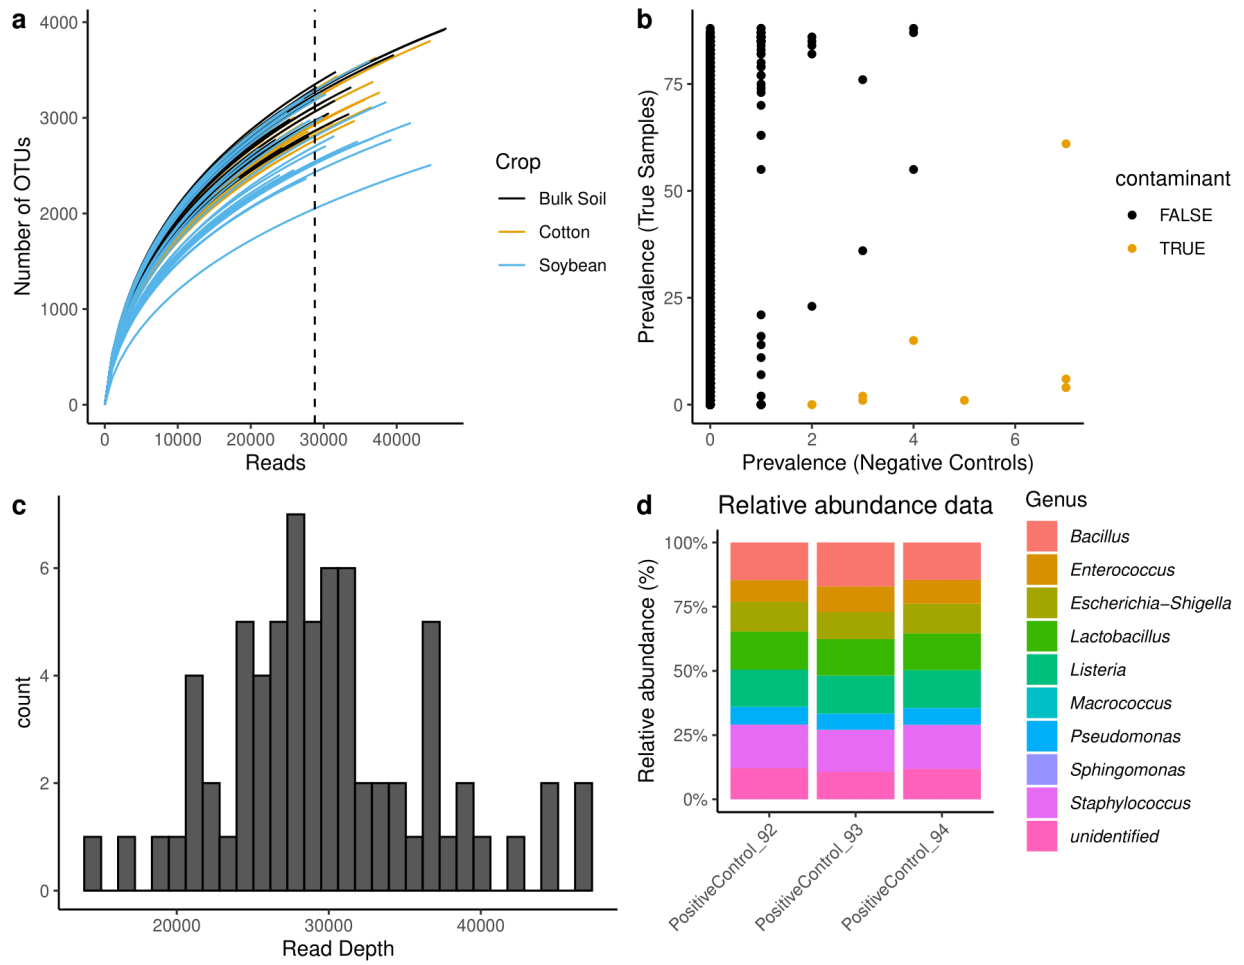 a
4000
3000
2000
1000
0
Number of OTUs
0 10000 20000 30000 40000
Reads
Crop
Bulk Soil
Cotton
Soybean
b
75
50
25
0
Prevalence (True Samples)
0 2 4 6
Prevalence (Negative Controls)
contaminant
FALSE
TRUE
c
6
4
2
0
count
20000 30000 40000
Read Depth
d
Relative abundance data
100%
75%
50%
25%
0%
Relative abundance (%)
PositiveControl_92
PositiveControl_93
PositiveControl_94
Genus
Bacillus
Enterococcus
Escherichia−Shigella
Lactobacillus
Listeria
Macrococcus
Pseudomonas
Sphingomonas
Staphylococcus
unidentified